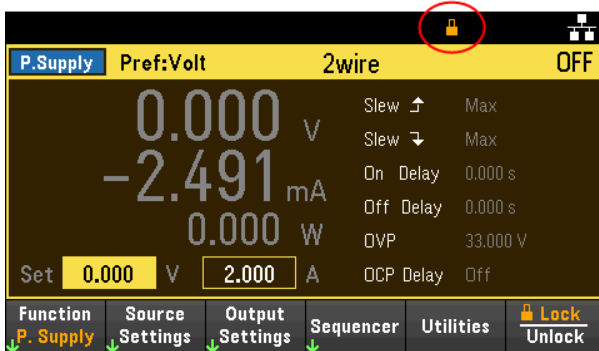 P.Supply Pref:Volt 2wire OFF
0.000 V
-2.491 mA
0.000 W
Slew Max
Slew Max
On Delay 0.000 s
Off Delay 0.000 s
OVP 33.000 V
OCP Delay Off
Set 0.000 V 2.000 A
Function P. Supply
Source Settings
Output Settings
Sequencer
Utilities
Lock Unlock